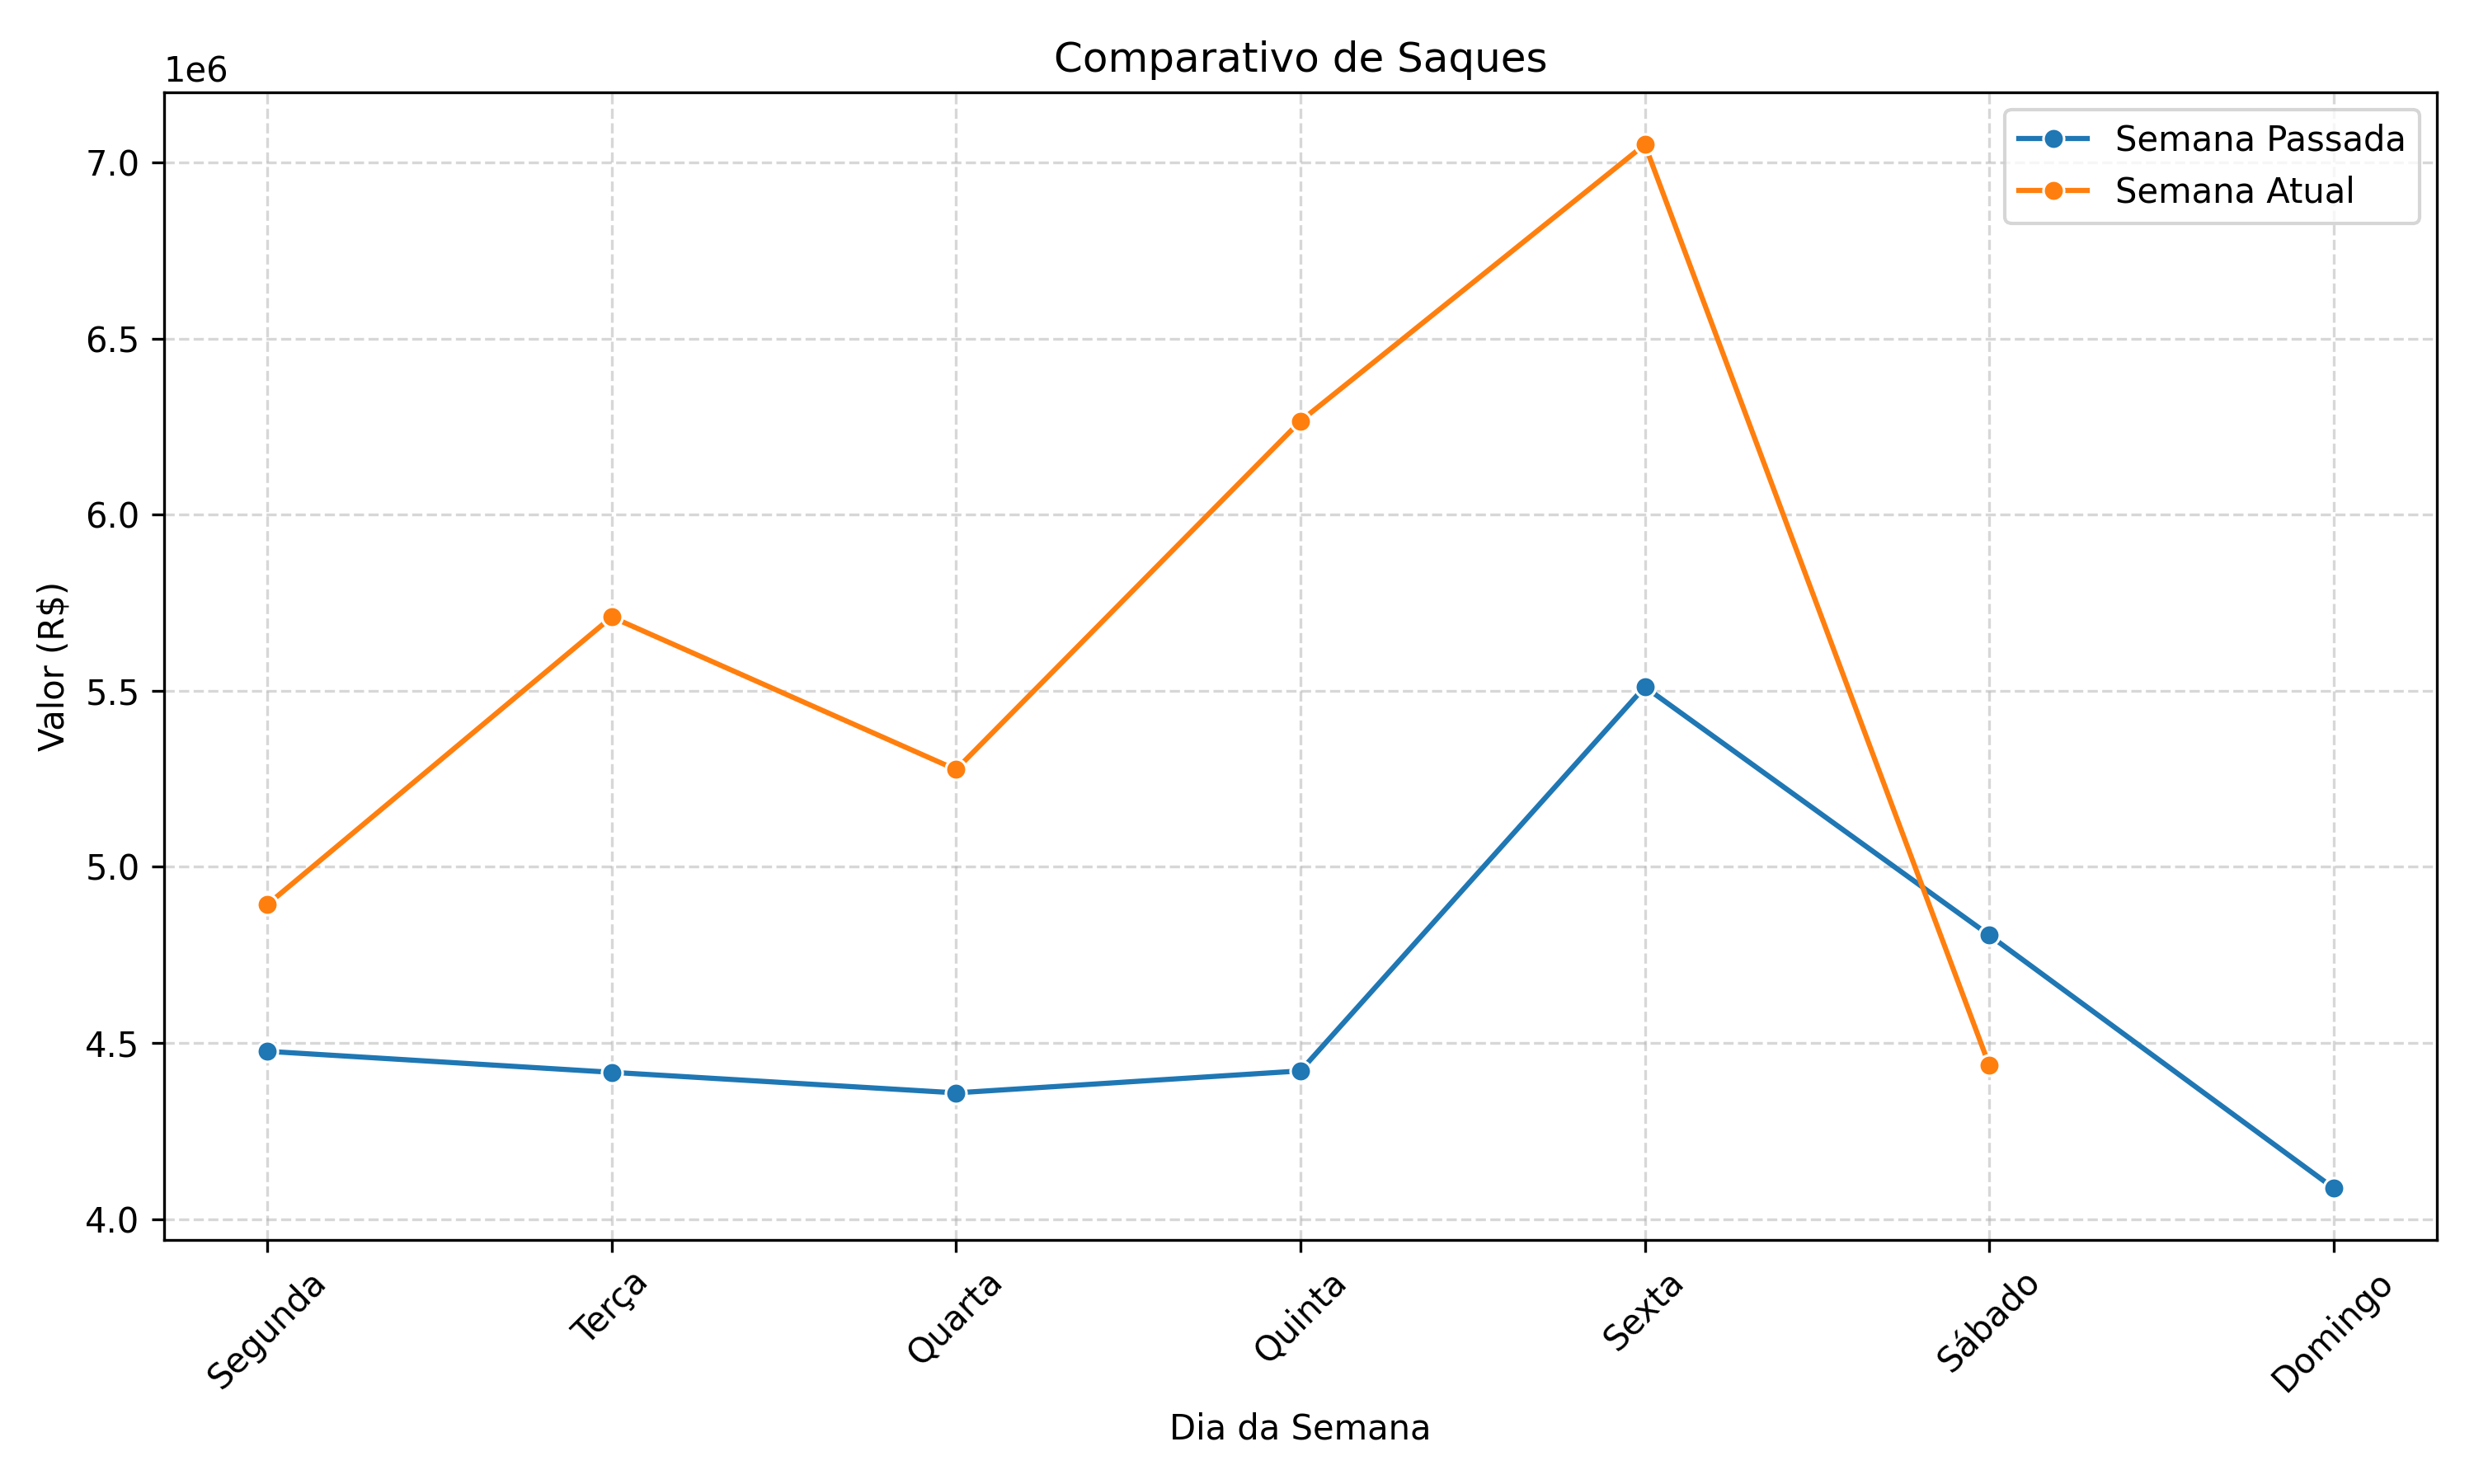 Comparativo de Saques
1e6
Semana Passada
Semana Atual
7.0
6.5
6.0
5.5
5.0
4.5
4.0
Valor (R$)
Segunda
Terça
Quarta
Quinta
Sexta
Sábado
Domingo
Dia da Semana